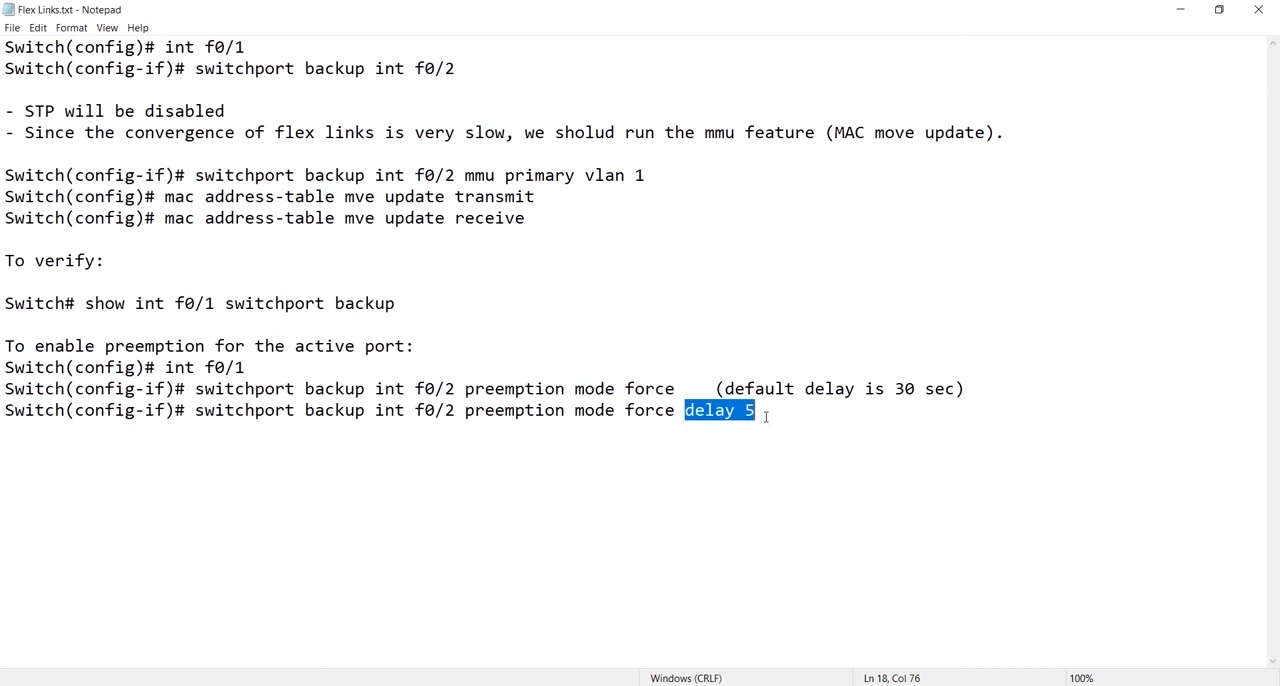 Flex Links.txt - Notepad
File Edit Format View Help
Switch(config)# int f0/1
Switch(config-if)# switchport backup int f0/2
- STP will be disabled
- Since the convergence of flex links is very slow, we sholud run the mmu feature (MAC move update).
Switch(config-if)# switchport backup int f0/2 mmu primary vlan 1
Switch(config)# mac address-table mve update transmit
Switch(config)# mac address-table mve update receive
To verify:
Switch# show int f0/1 switchport backup
To enable preemption for the active port:
Switch(config)# int f0/1
Switch(config-if)# switchport backup int f0/2 preemption mode force    (default delay is 30 sec)
Switch(config-if)# switchport backup int f0/2 preemption mode force delay 5
Windows (CRLF) Ln 18, Col 76 100%